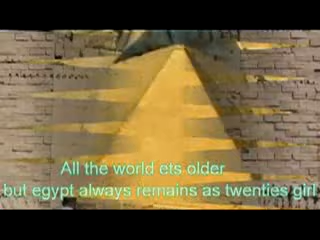 All the world ets older
but egypt always remains as twenties girl